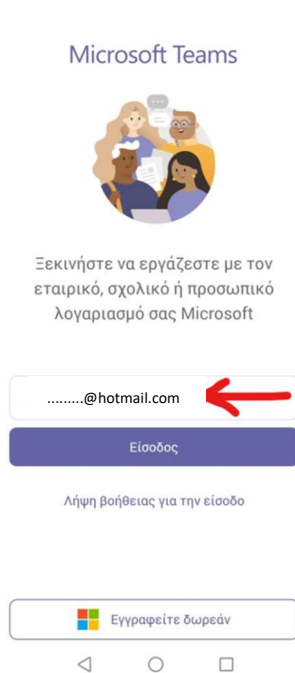 Microsoft Teams
Ξεκινήστε να εργάζεστε με τον
εταιρικό, σχολικό ή προσωπικό
λογαριασμό σας Microsoft
.........@hotmail.com
Είσοδος
Λήψη βοήθειας για την είσοδο
Εγγραφείτε δωρεάν